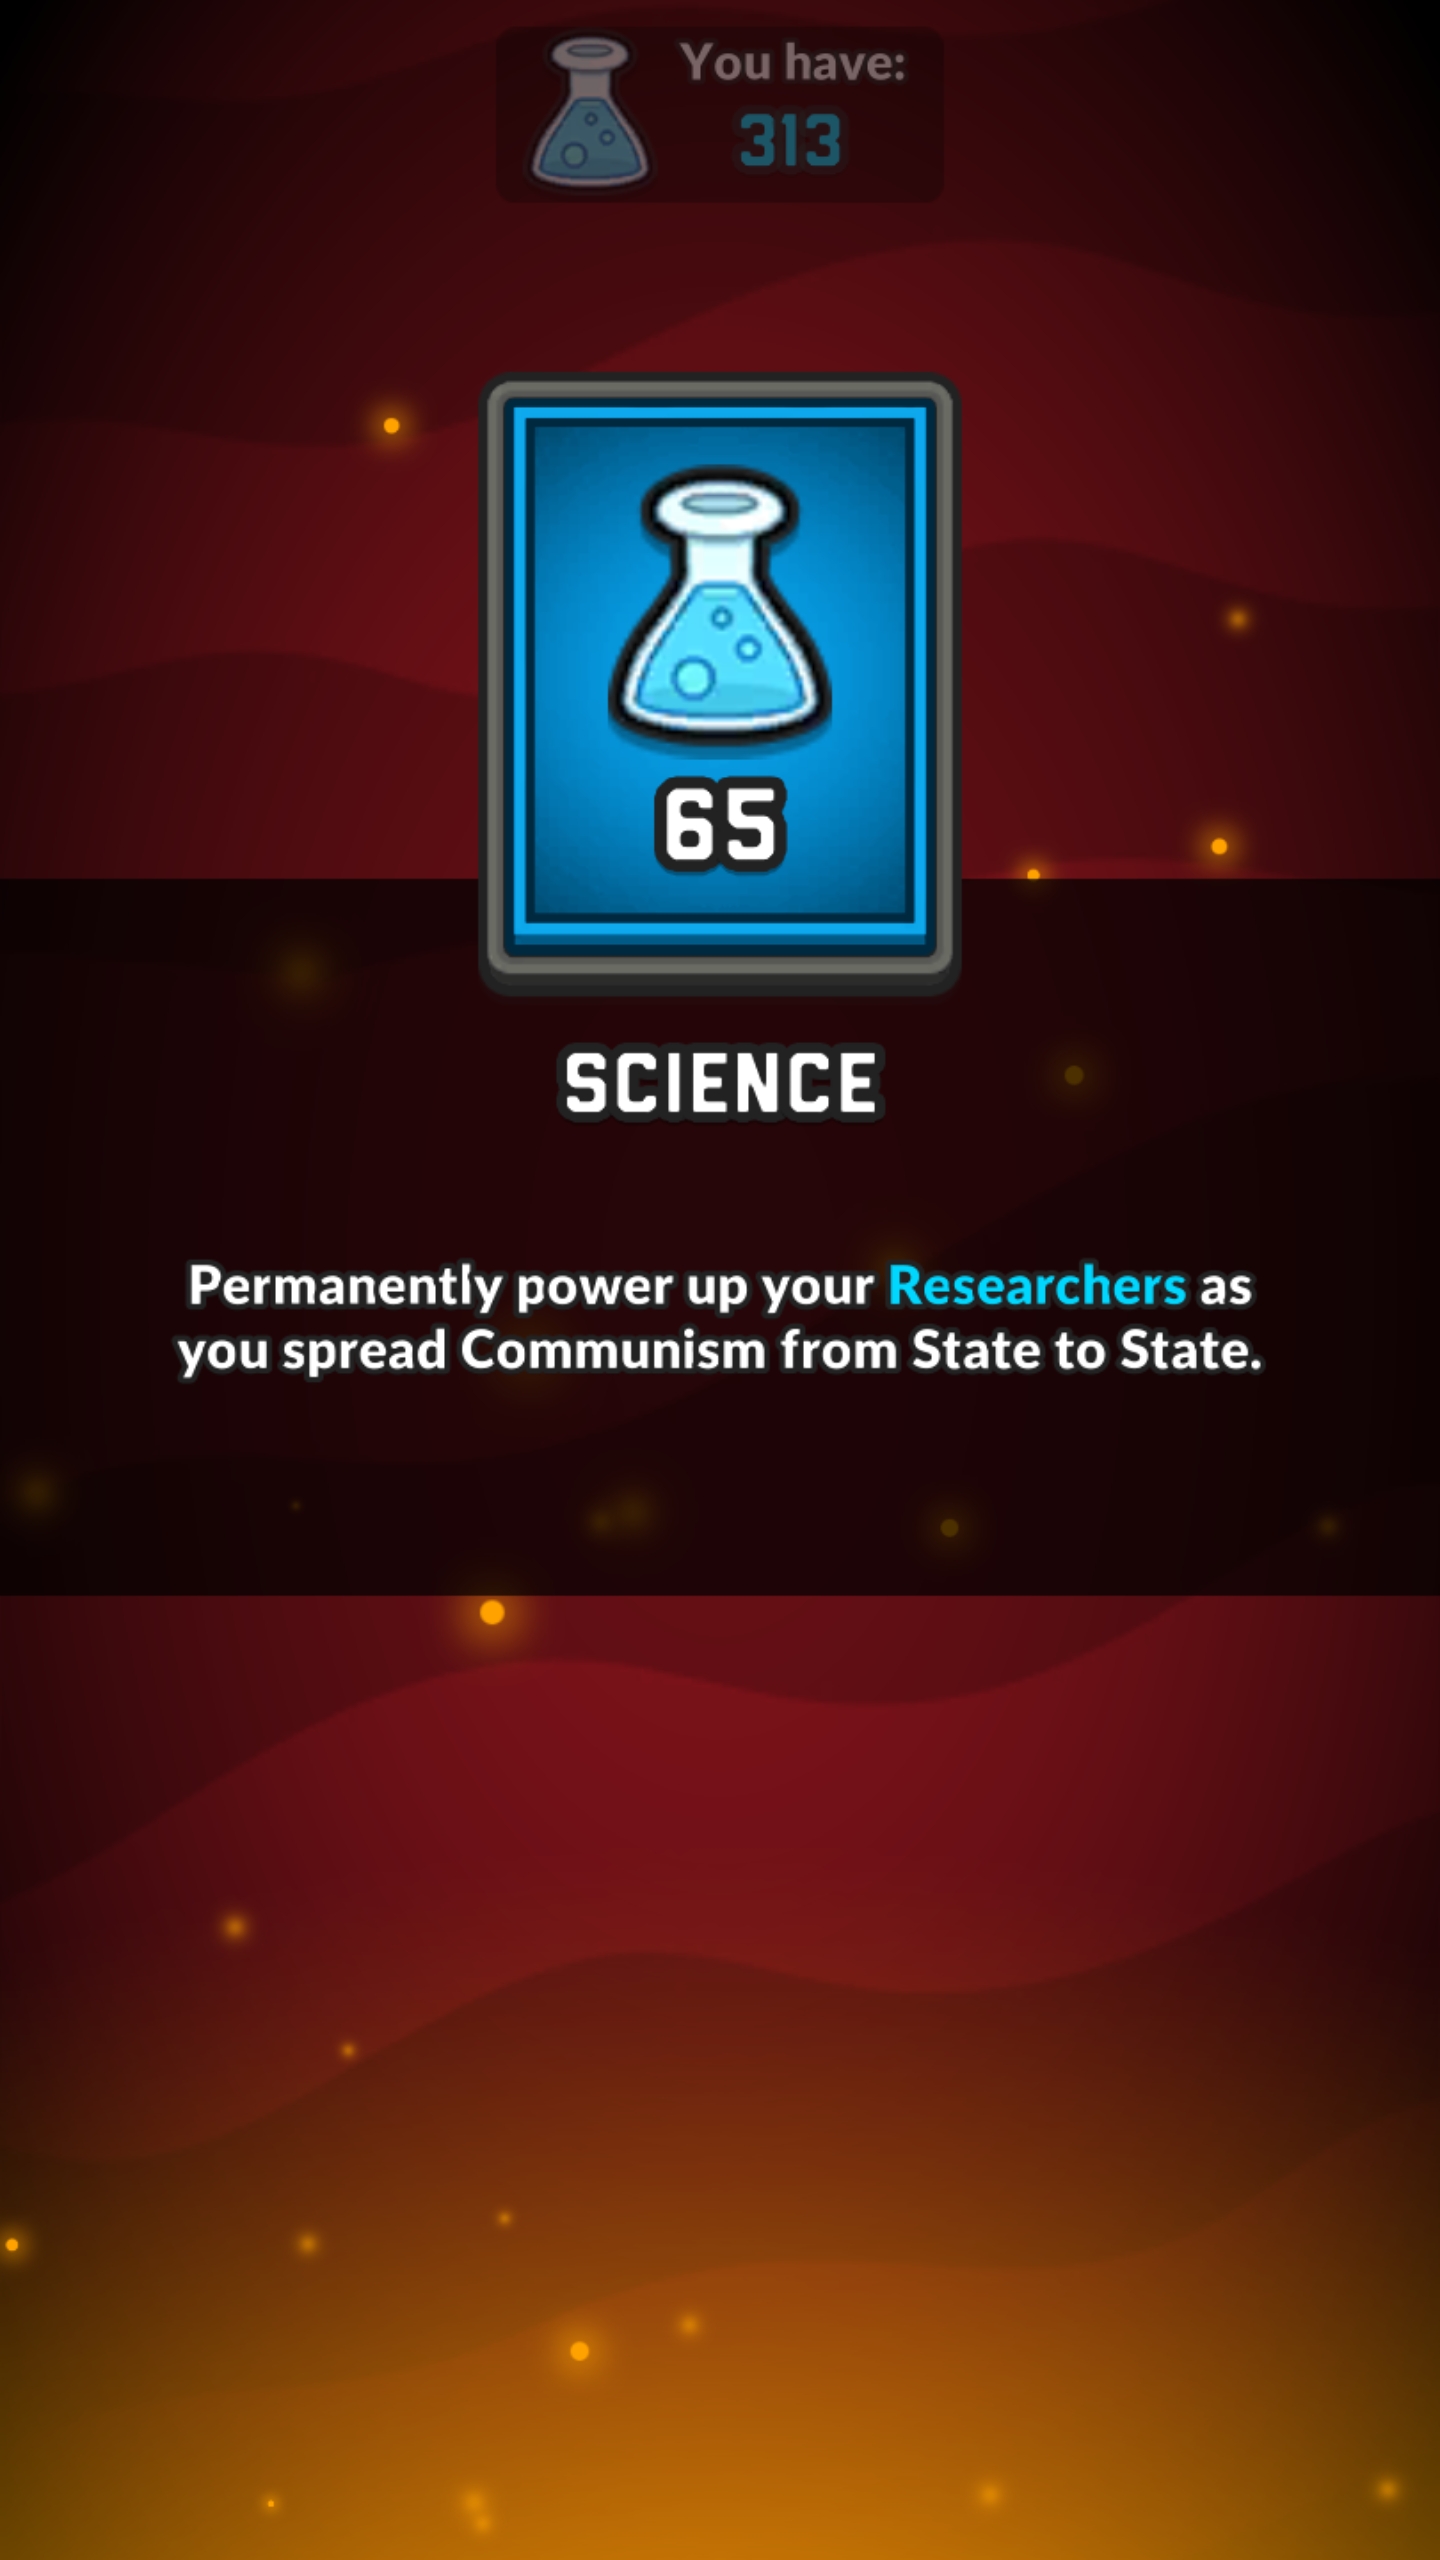 You have:
313
65
SCIENCE
Permanently power up your Researchers as
you spread Communism from State to State.